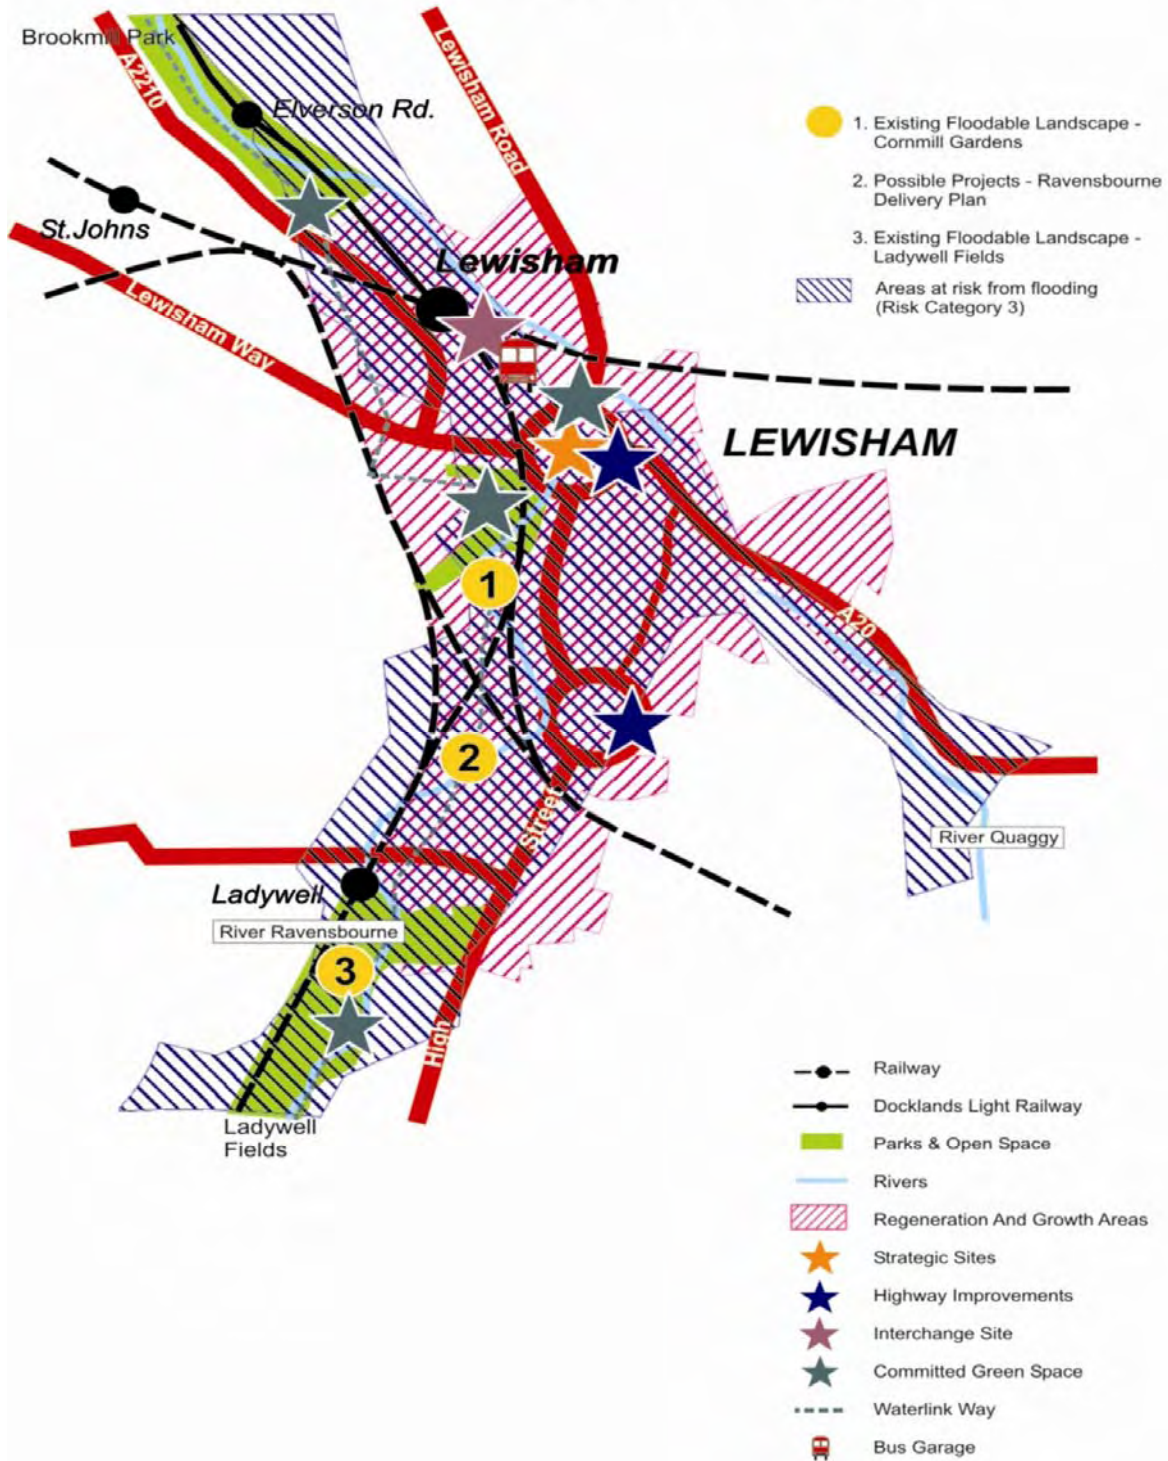 Brookmill Park
A2210
Elverson Rd.
Lewisham Road
St.Johns
Lewisham
Lewisham Way
LEWISHAM
1
A20
2
Street
River Quaggy
Ladywell
River Ravensbourne
3
High
Ladywell
Fields
1. Existing Floodable Landscape -
Cornmill Gardens
2. Possible Projects - Ravensbourne
Delivery Plan
3. Existing Floodable Landscape -
Ladywell Fields
Areas at risk from flooding
(Risk Category 3)
Railway
Docklands Light Railway
Parks & Open Space
Rivers
Regeneration And Growth Areas
Strategic Sites
Highway Improvements
Interchange Site
Committed Green Space
Waterlink Way
Bus Garage